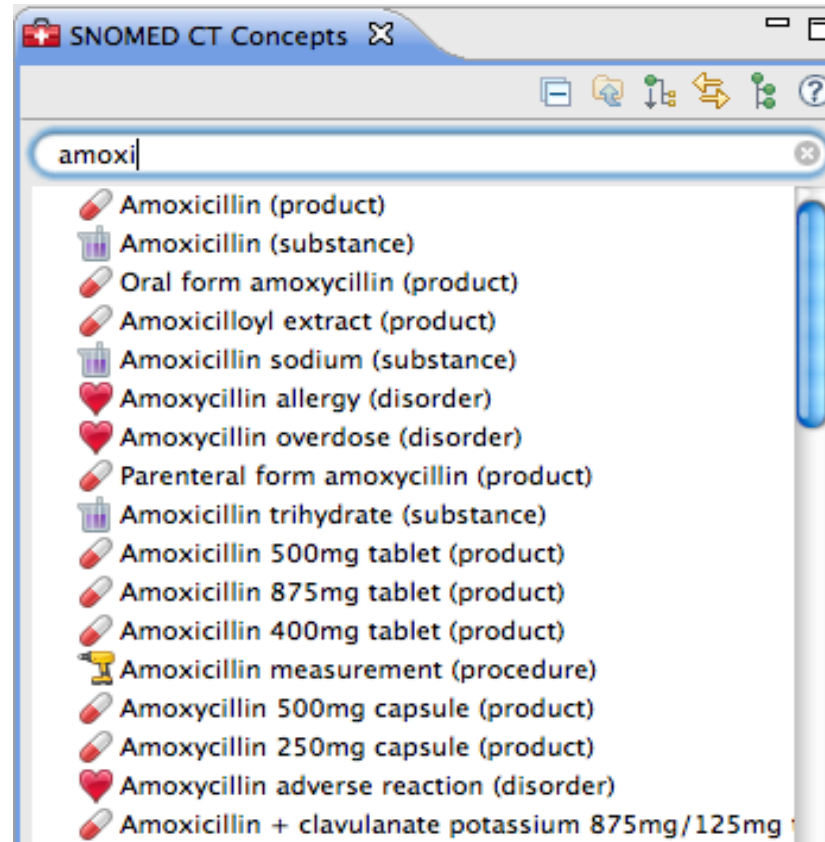 SNOMED CT Concepts
amoxi
Amoxicillin (product)
Amoxicillin (substance)
Oral form amoxycillin (product)
Amoxicilloyl extract (product)
Amoxicillin sodium (substance)
Amoxycillin allergy (disorder)
Amoxycillin overdose (disorder)
Parenteral form amoxycillin (product)
Amoxicillin trihydrate (substance)
Amoxicillin 500mg tablet (product)
Amoxicillin 875mg tablet (product)
Amoxicillin 400mg tablet (product)
Amoxicillin measurement (procedure)
Amoxycillin 500mg capsule (product)
Amoxycillin 250mg capsule (product)
Amoxycillin adverse reaction (disorder)
Amoxicillin + clavulanate potassium 875mg/125mg